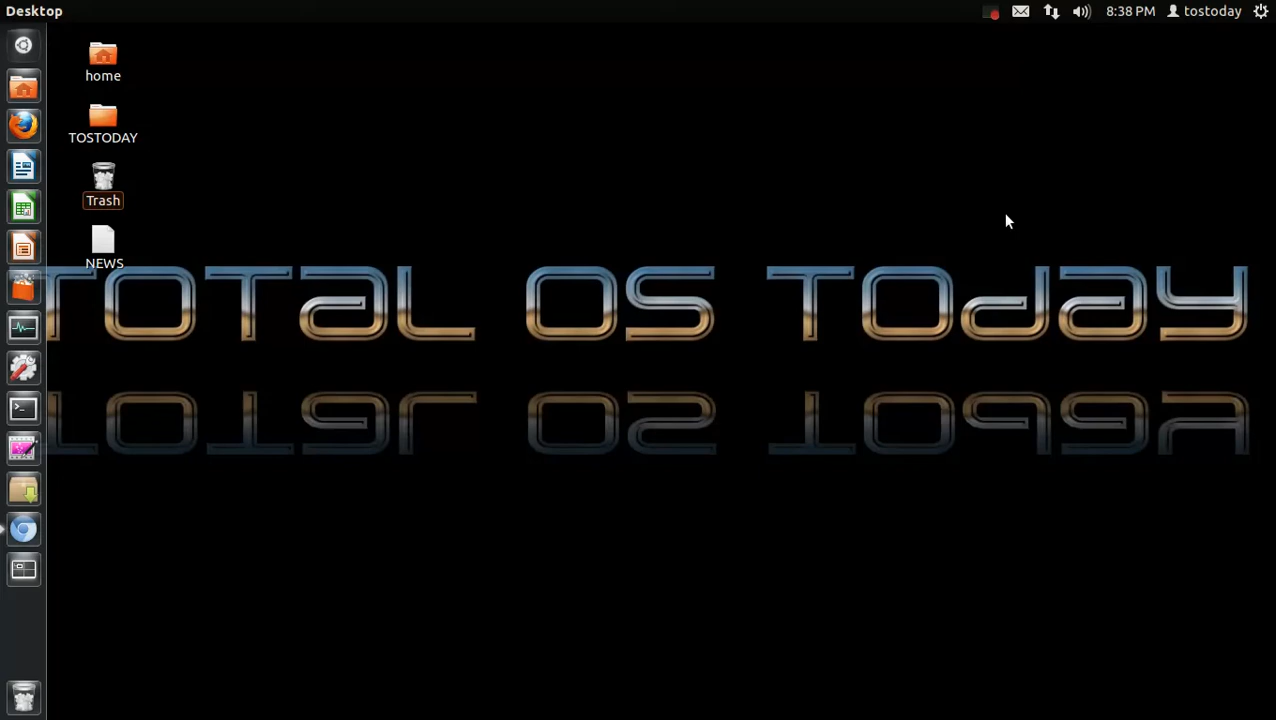 Desktop
8:38 PM
tostoday
home
TOSTODAY
Trash
NEWS
TOTaL OS TOdaY